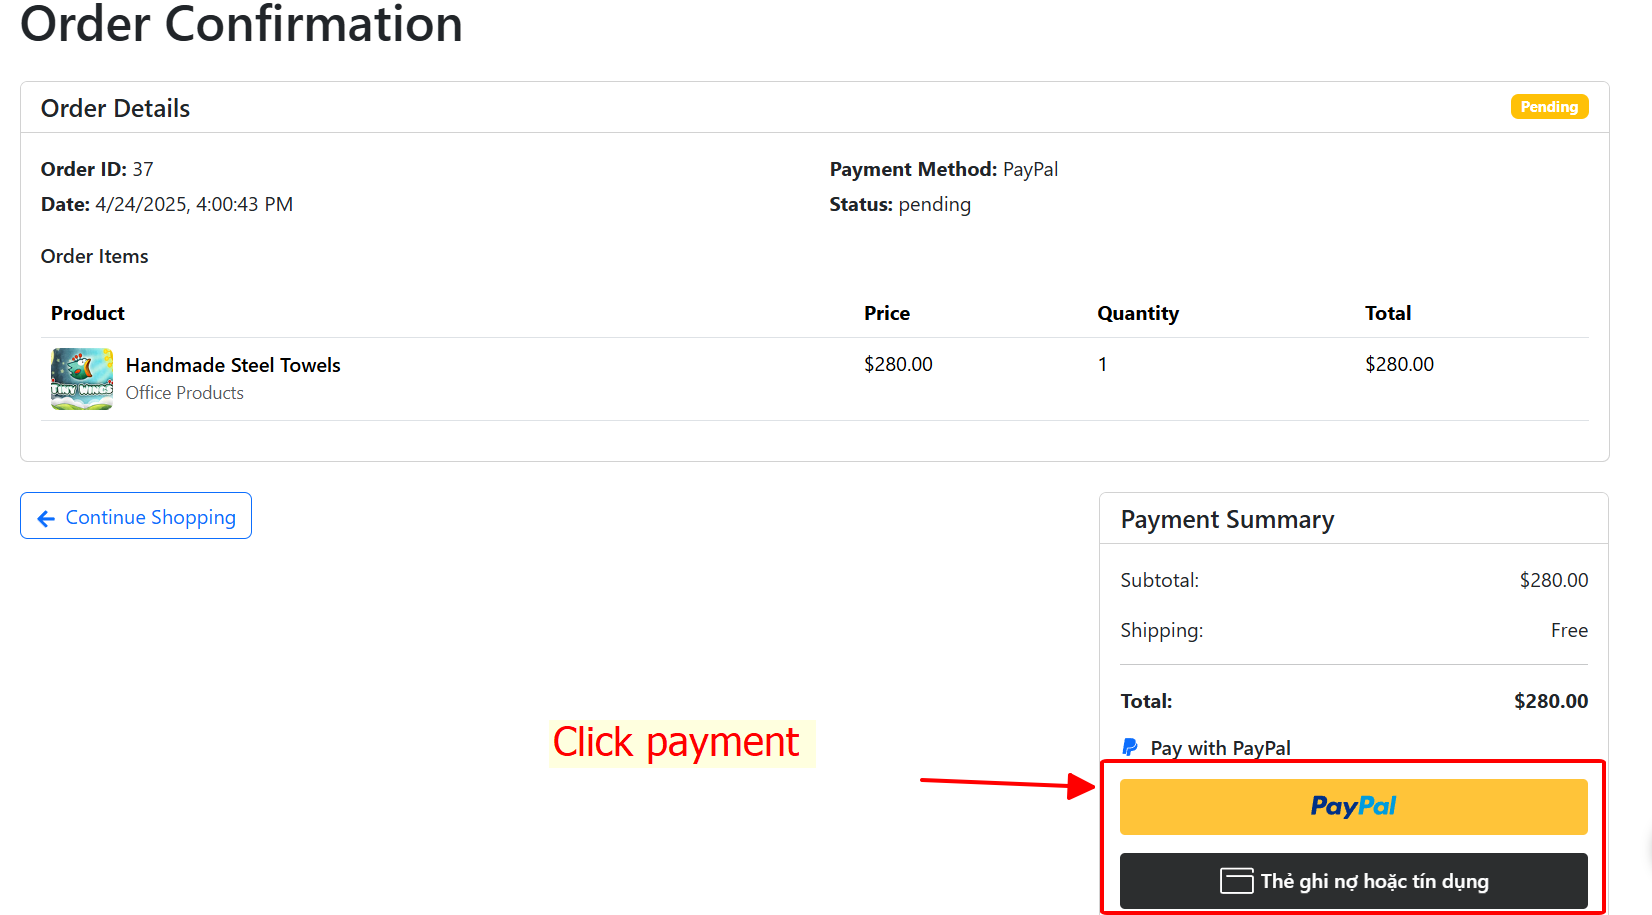 Order Confirmation
Order Details
Pending
Order ID: 37
Payment Method: PayPal
Date: 4/24/2025, 4:00:43 PM
Status: pending
Order Items
Product Price Quantity Total
TINY WINGS
Handmade Steel Towels $280.00 1 $280.00
Office Products
Continue Shopping
Payment Summary
Subtotal: $280.00
Shipping: Free
Total: $280.00
Click payment
Pay with PayPal
PayPal
Thẻ ghi nợ hoặc tín dụng